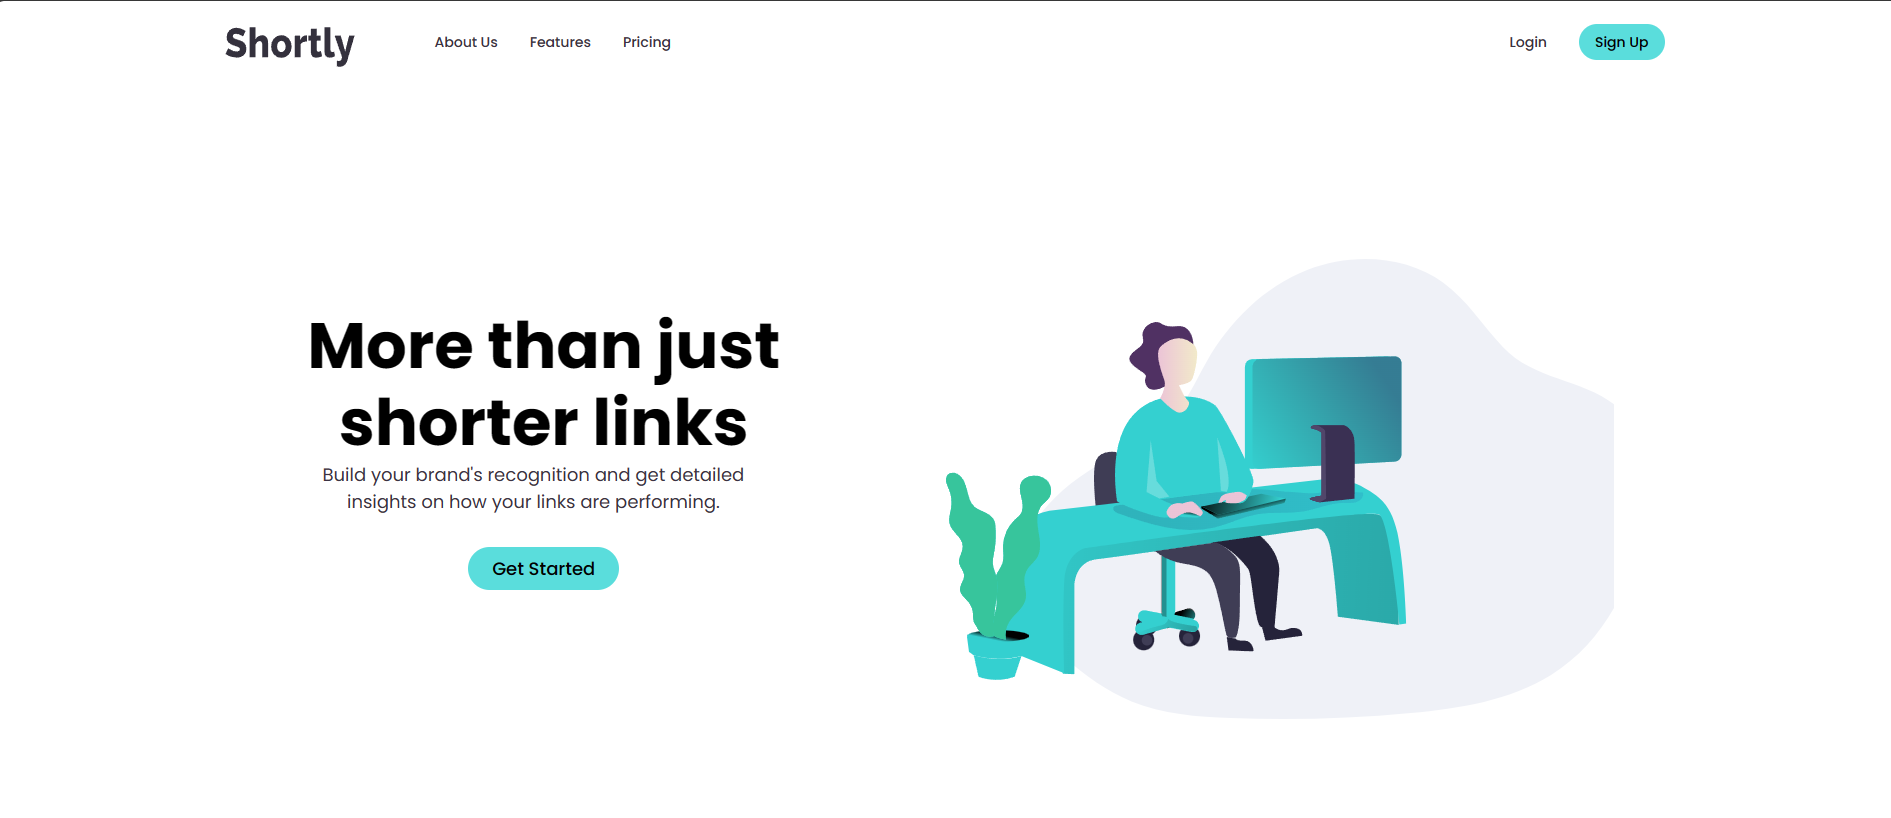 Shortly
About Us
Features
Pricing
Login
Sign Up
More than just
shorter links
Build your brand's recognition and get detailed
insights on how your links are performing.
Get Started